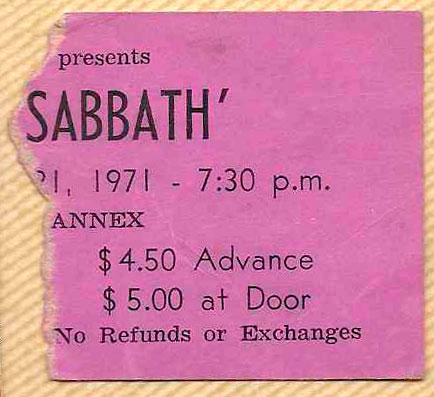 presents
SABBATH'
21, 1971 - 7:30 p.m.
ANNEX
$4.50 Advance
$5.00 at Door
No Refunds or Exchanges